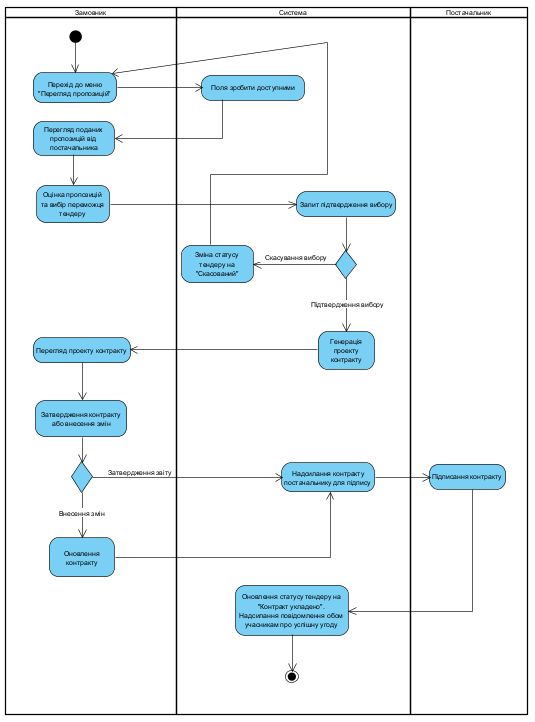 Замовник
Система
Постачальник
Перехід до меню
"Перегляд пропозицій"
Поля зробити доступними
Перегляд поданих
пропозицій від
постачальника
Оцінка пропозицій
та вибір переможця
тендеру
Запит підтвердження вибору
Скасування вибору
Зміна статусу
тендеру на
"Скасований"
Підтвердження вибору
Генерація
проекту
контракту
Перегляд проекту контракту
Затвердження контракту
або внесення змін
Затвердження звіту
Надсилання контракту
постачальнику для підпису
Підписання контракту
Внесення змін
Оновлення
контракту
Оновлення статусу тендеру на
"Контракт укладено".
Надсилання повідомлення обом
учасникам про успішну угоду